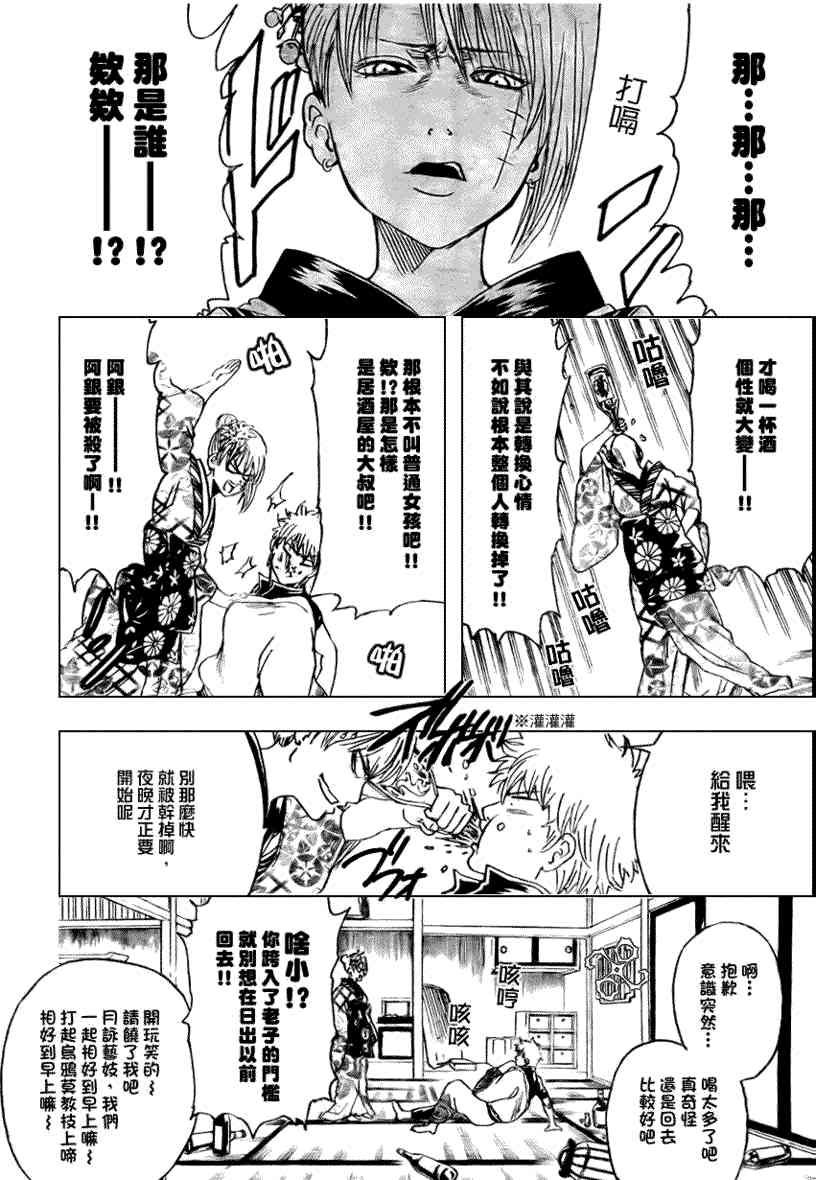 那…那…那…
打嗝
那是誰——!?
欸欸——!?
才喝一杯酒
個性就大變—!!
咕嚕
與其說是轉換心情
不如說根本整個人轉換掉了!!
咕嚕
咕嚕
那根本不叫普通女孩吧!!
欸!?那是怎樣
是居酒屋的大叔吧!!
啪
阿銀——!!
阿銀要被殺了啊—!!
啪
※灌灌灌
喂…
給我醒來
別那麼快
就被幹掉啊，
夜晚才正要
開始呢
啊…
抱歉
意識突然…
喝太多了吧
真奇怪
還是回去
比較好吧
咳哼
咳咳
啥小!?
你跨入了老子的門檻
就別想在日出以前
回去!!
開玩笑的~
請饒了我吧
月詠藝妓，我們
一起相好到早上嘛~
打起烏鴉莫教枝上啼
相好到早上嘛~